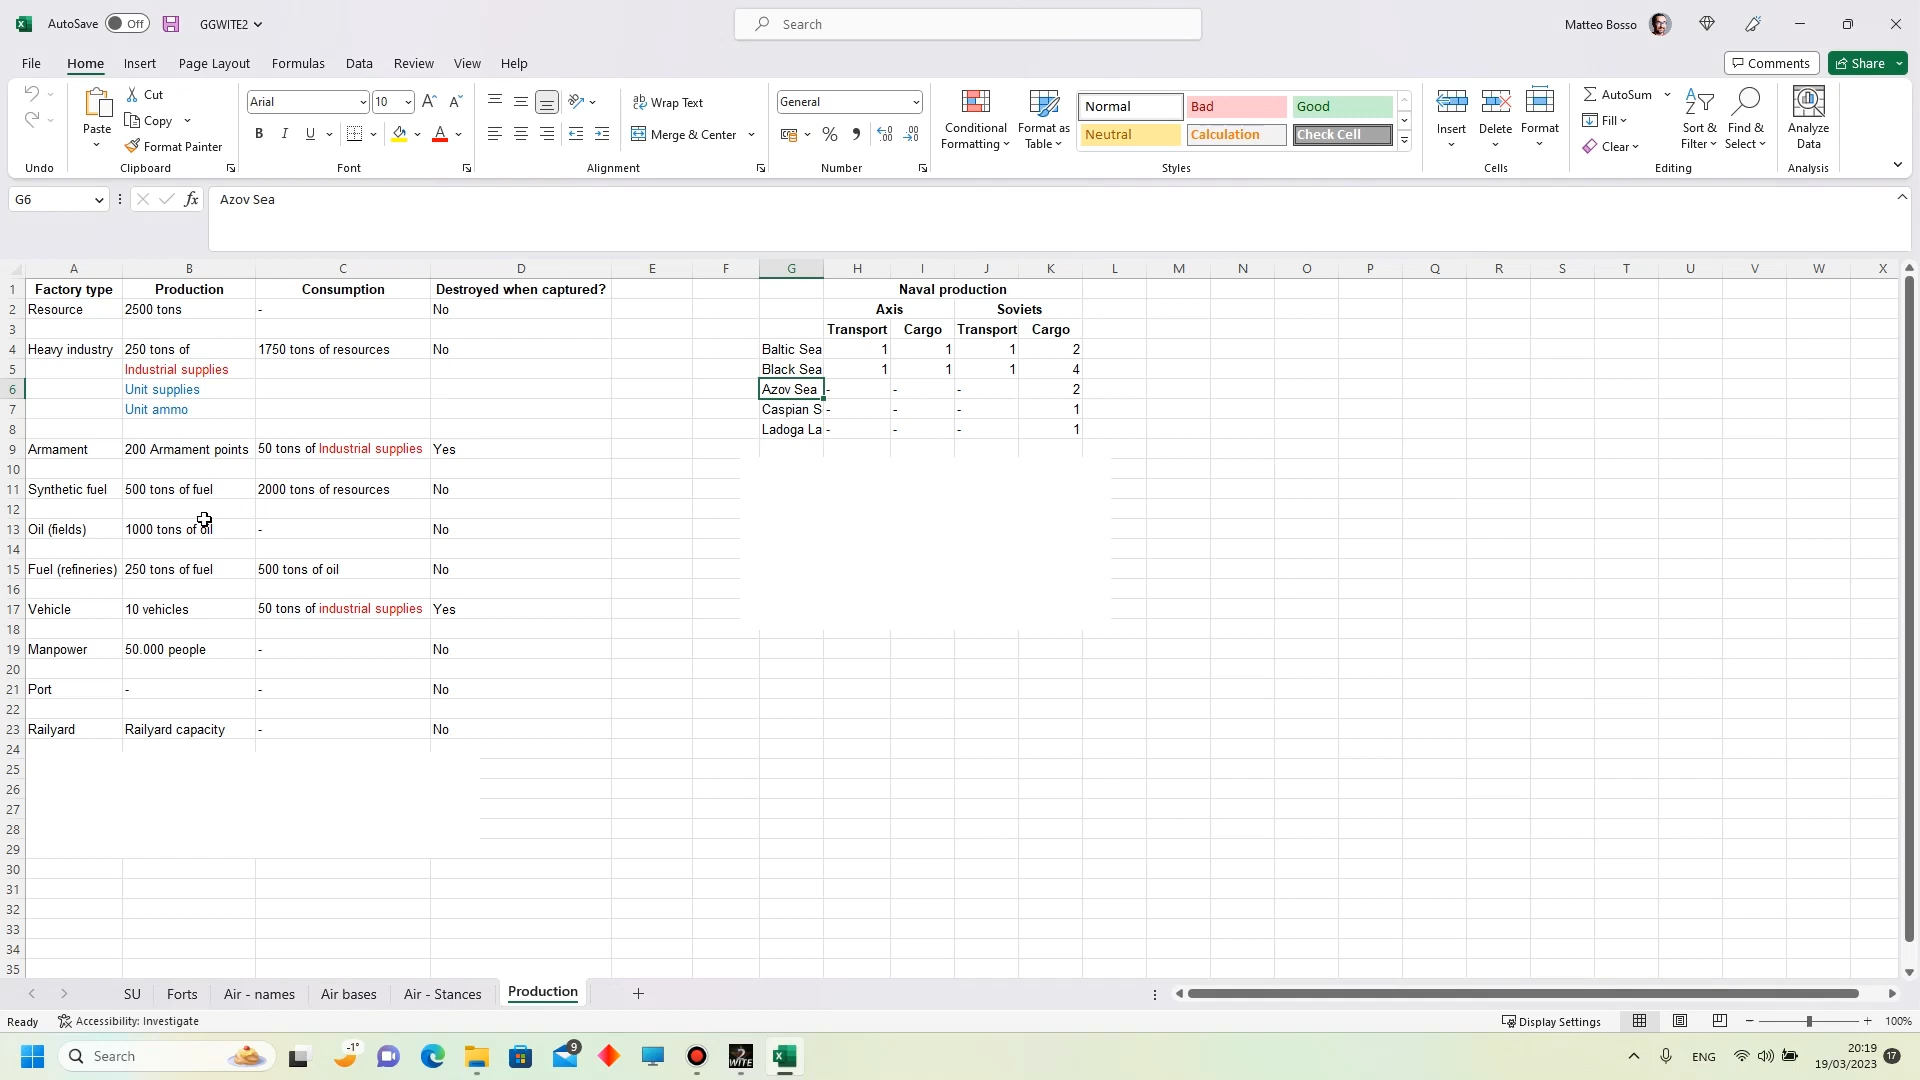 AutoSave Off GGWITE2 Search Matteo Bosso
File Home Insert Page Layout Formulas Data Review View Help Comments Share
Paste Cut Copy Format Painter
Arial 10
B I U A
Wrap Text
Merge & Center
General
%
Conditional Formatting
Format as Table
Normal Bad Good
Neutral Calculation Check Cell
Insert Delete Format
AutoSum
Fill
Clear
Sort & Filter
Find & Select
Analyze Data
Undo Clipboard Font Alignment Number Styles Cells Editing Analysis
G6 fx Azov Sea
A B C D E F G H I J K L M N O P Q R S T U V W X
1 Factory type Production Consumption Destroyed when captured? Naval production
2 Resource 2500 tons - No Axis Soviets
3 Transport Cargo Transport Cargo
4 Heavy industry 250 tons of 1750 tons of resources No Baltic Sea 1 1 1 2
5 Industrial supplies Black Sea 1 1 1 4
6 Unit supplies Azov Sea - - - 2
7 Unit ammo Caspian S - - - 1
8 Ladoga La - - - 1
9 Armament 200 Armament points 50 tons of Industrial supplies Yes
10
11 Synthetic fuel 500 tons of fuel 2000 tons of resources No
12
13 Oil (fields) 1000 tons of oil - No
14
15 Fuel (refineries) 250 tons of fuel 500 tons of oil No
16
17 Vehicle 10 vehicles 50 tons of industrial supplies Yes
18
19 Manpower 50.000 people - No
20
21 Port - - No
22
23 Railyard Railyard capacity - No
24
25
26
27
28
29
30
31
32
33
34
35
SU Forts Air - names Air bases Air - Stances Production
Ready Accessibility: Investigate Display Settings 100%
Search -1° 9 WITE ENG 20:19 17
19/03/2023